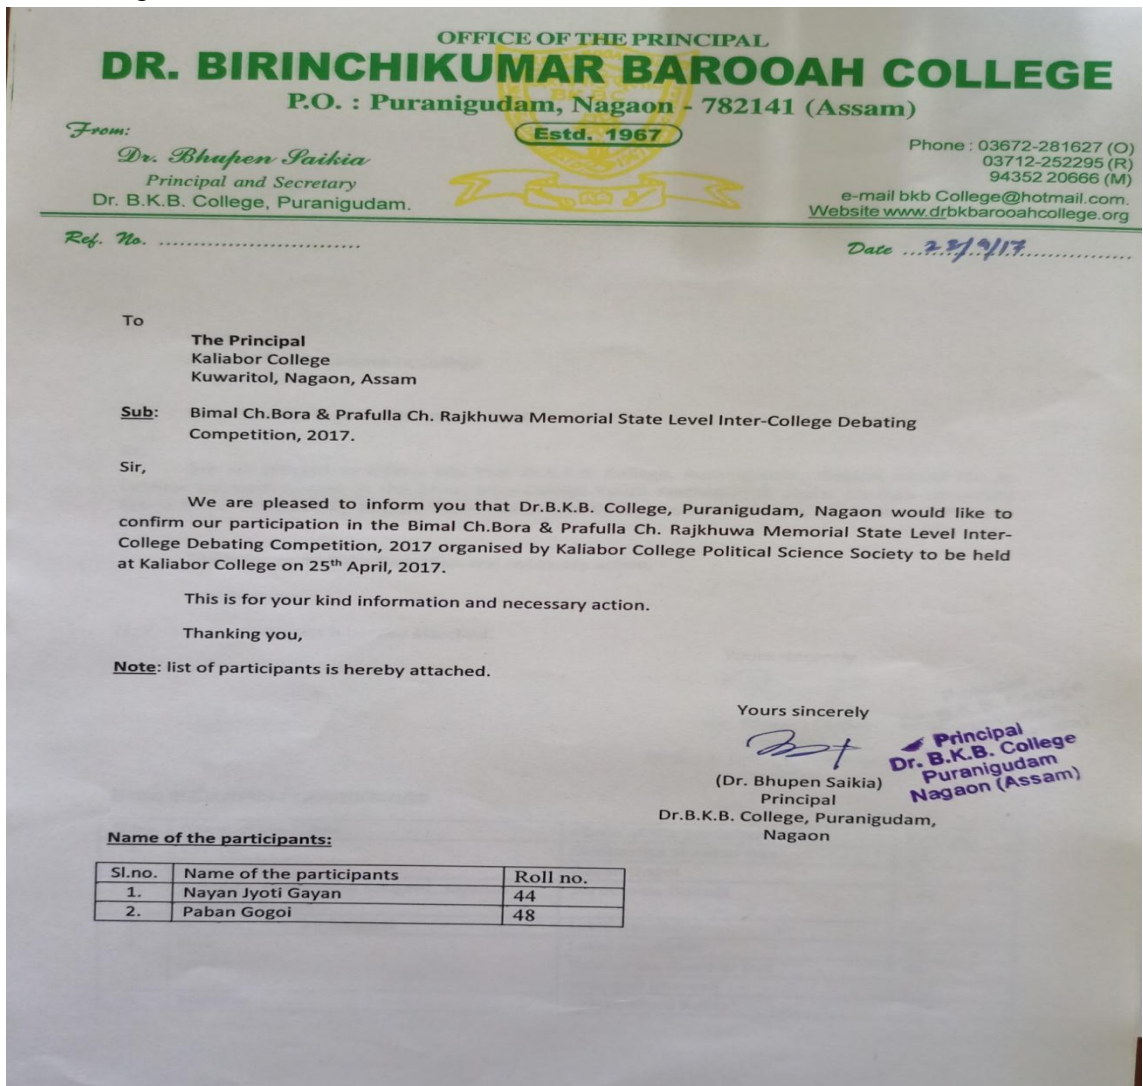 OFFICE OF THE PRINCIPAL
DR. BIRINCHIKUMAR BAROOAH COLLEGE
P.O. : Puranigudam, Nagaon - 782141 (Assam)
Estd. 1967
From:
Dr. Bhupen Saikia
Principal and Secretary
Dr. B.K.B. College, Puranigudam.
Phone : 03672-281627 (O)
03712-252295 (R)
94352 20666 (M)
e-mail bkb College@hotmail.com.
Website www.drbkbarooahcollege.org
Ref. No. ............................
Date
To
The Principal
Kaliabor College
Kuwaritol, Nagaon, Assam
Sub: Bimal Ch.Bora & Prafulla Ch. Rajkhuwa Memorial State Level Inter-College Debating
Competition, 2017.
Sir,
We are pleased to inform you that Dr.B.K.B. College, Puranigudam, Nagaon would like to
confirm our participation in the Bimal Ch.Bora & Prafulla Ch. Rajkhuwa Memorial State Level Inter-
College Debating Competition, 2017 organised by Kaliabor College Political Science Society to be held
at Kaliabor College on 25th April, 2017.
This is for your kind information and necessary action.
Thanking you,
Note: list of participants is hereby attached.
Yours sincerely
(Dr. Bhupen Saikia)
Principal
Dr.B.K.B. College, Puranigudam,
Nagaon
Principal
Dr. B.K.B. College
Puranigudam
Nagaon (Assam)
Name of the participants:
Sl.no. Name of the participants Roll no.
1. Nayan Jyoti Gayan 44
2. Paban Gogoi 48